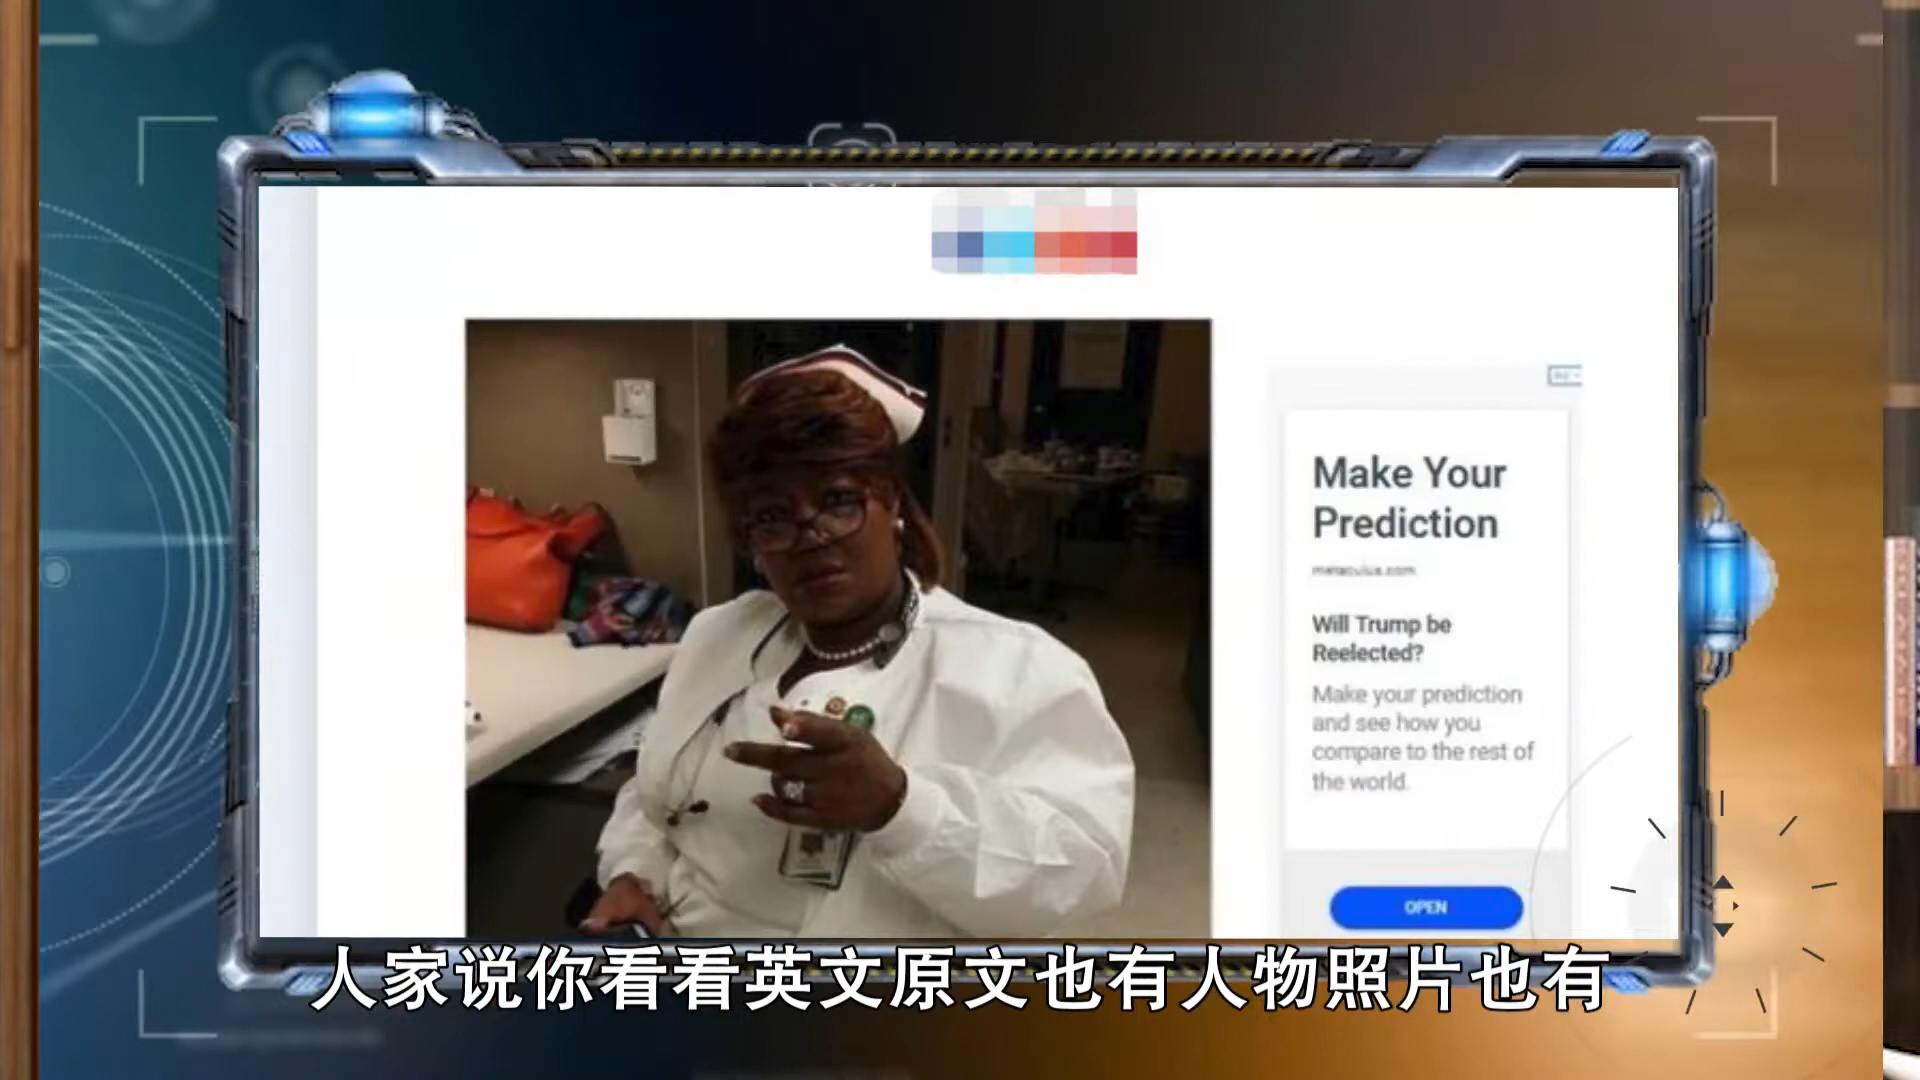 Make Your
Prediction
metaculus.com
Will Trump be
Reelected?
Make your prediction
and see how you
compare to the rest of
the world.
OPEN
人家说你看看英文原文也有人物照片也有